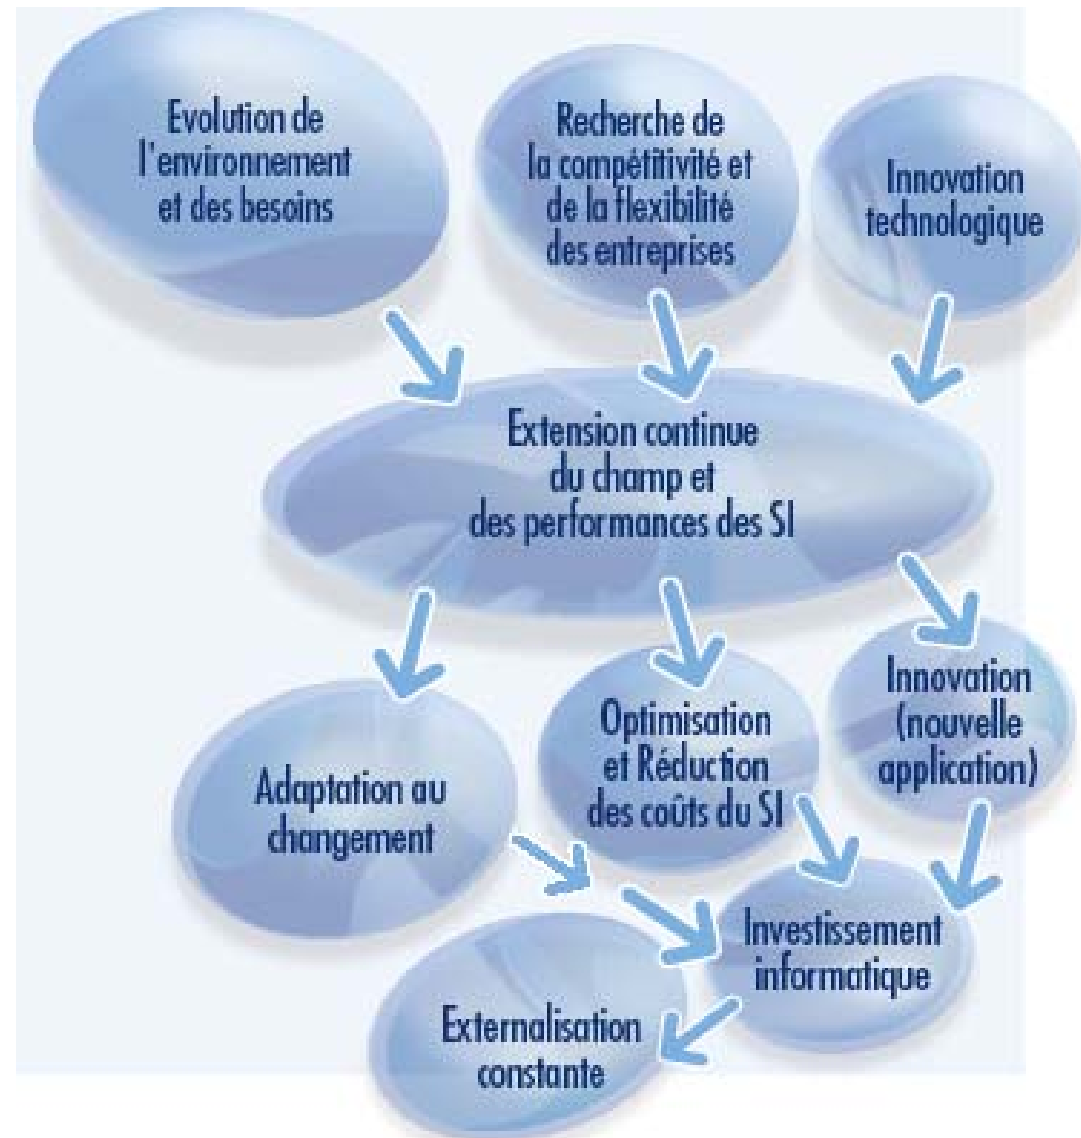 Evolution de
l'environnement
et des besoins
Recherche de
la compétitivité et
de la flexibilité
des entreprises
Innovation
technologique
Extension continue
du champ et
des performances des SI
Adaptation au
changement
Optimisation
et Réduction
des coûts du SI
Innovation
(nouvelle
application)
Investissement
informatique
Externalisation
constante